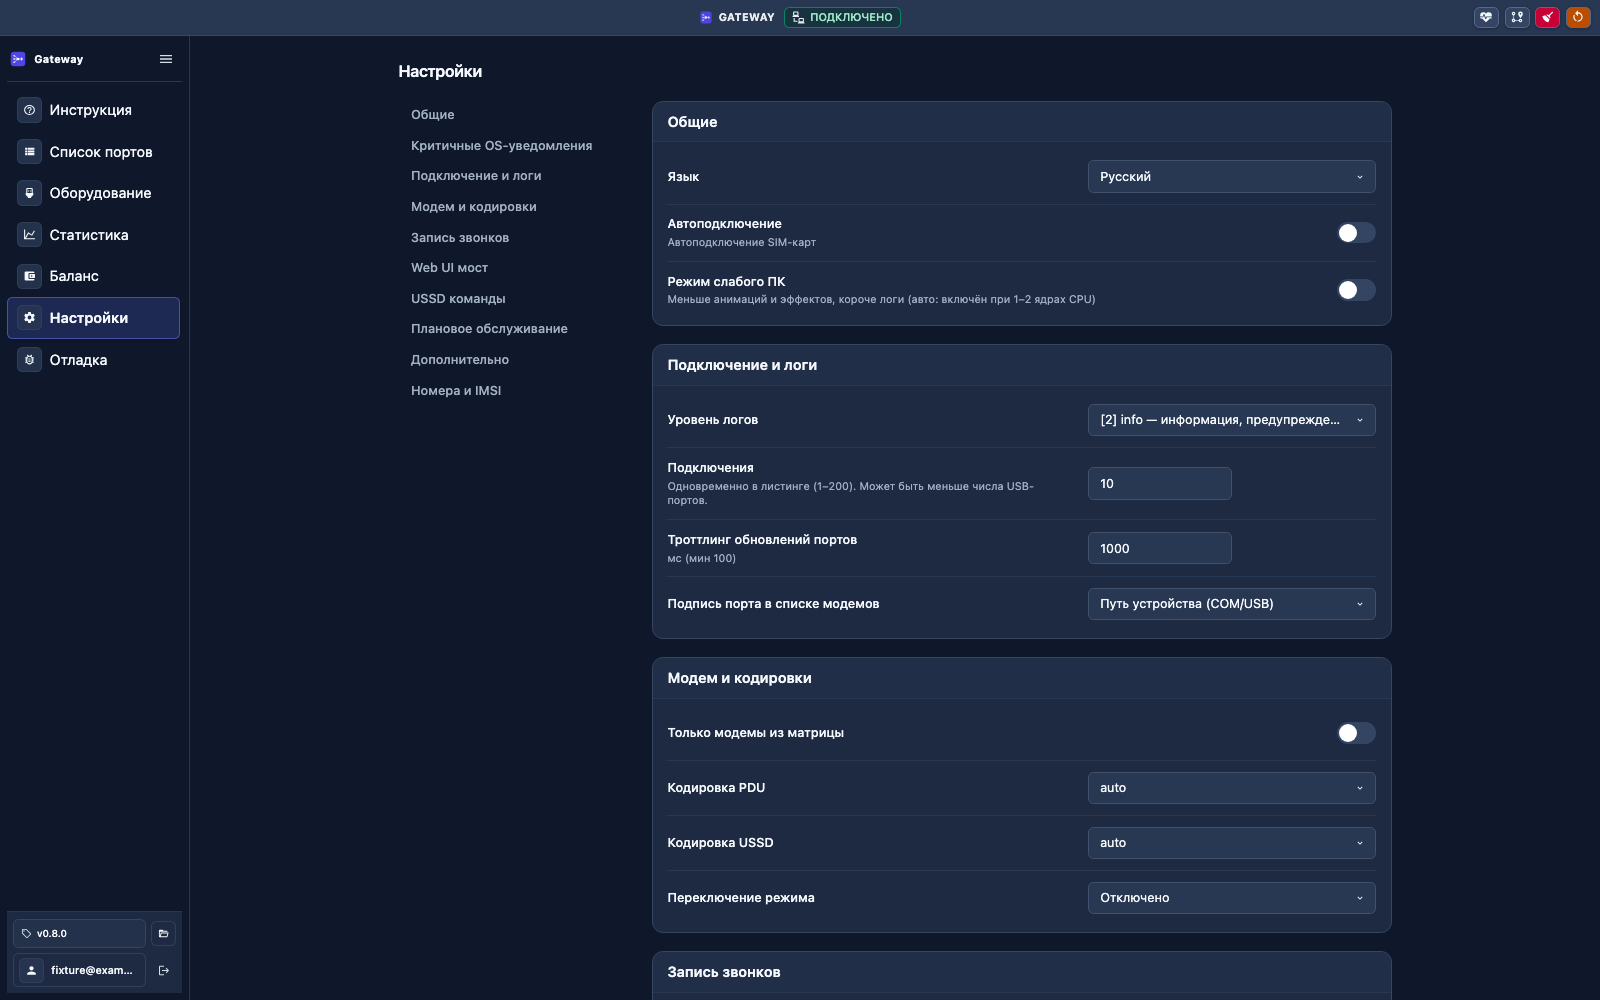 GATEWAY
ПОДКЛЮЧЕНО
Gateway
Инструкция
Список портов
Оборудование
Статистика
Баланс
Настройки
Отладка
v0.8.0
fixture@exam...
Настройки
Общие
Критичные OS-уведомления
Подключение и логи
Модем и кодировки
Запись звонков
Web UI мост
USSD команды
Плановое обслуживание
Дополнительно
Номера и IMSI
Общие
Язык
Русский
Автоподключение
Автоподключение SIM-карт
Режим слабого ПК
Меньше анимаций и эффектов, короче логи (авто: включён при 1–2 ядрах CPU)
Подключение и логи
Уровень логов
[2] info — информация, предупрежде...
Подключения
Одновременно в листинге (1–200). Может быть меньше числа USB-
портов.
10
Троттлинг обновлений портов
мс (мин 100)
1000
Подпись порта в списке модемов
Путь устройства (COM/USB)
Модем и кодировки
Только модемы из матрицы
Кодировка PDU
auto
Кодировка USSD
auto
Переключение режима
Отключено
Запись звонков